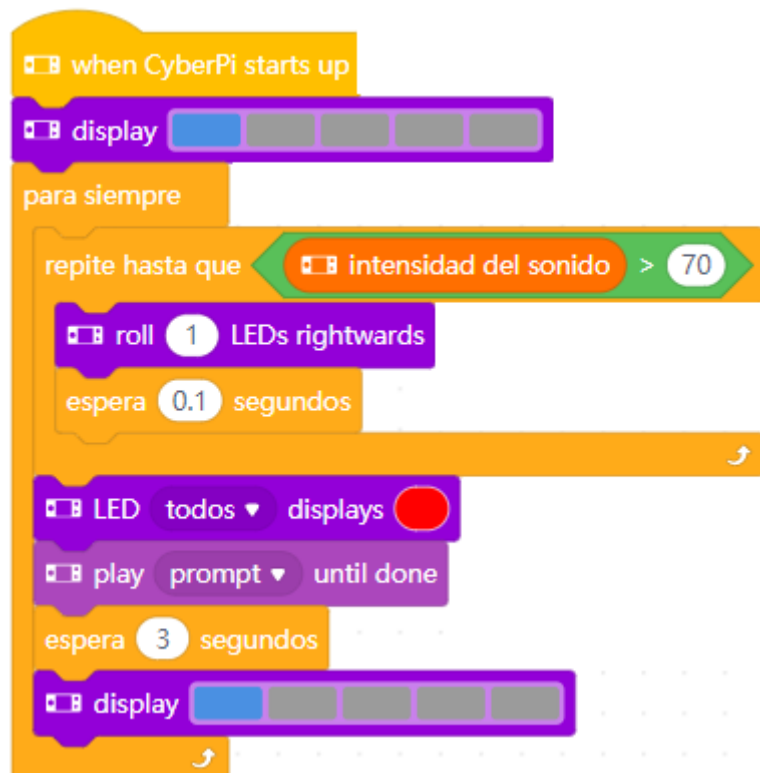 when CyberPi starts up
display
para siempre
repite hasta que intensidad del sonido > 70
roll 1 LEDs rightwards
espera 0.1 segundos
LED todos displays
play prompt until done
espera 3 segundos
display